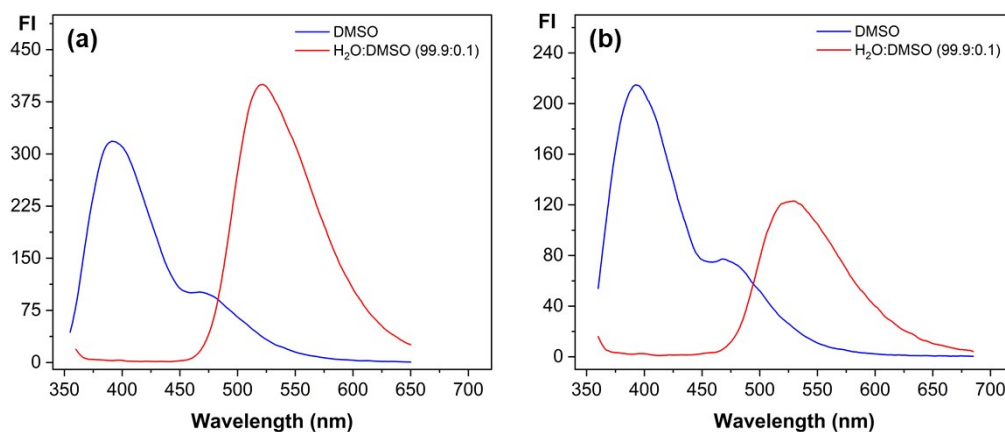 FI
(a)
DMSO
H₂O:DMSO (99.9:0.1)
450
375
300
225
150
75
0
350 400 450 500 550 600 650 700
Wavelength (nm)
FI
(b)
DMSO
H₂O:DMSO (99.9:0.1)
240
200
160
120
80
40
0
350 400 450 500 550 600 650 700
Wavelength (nm)